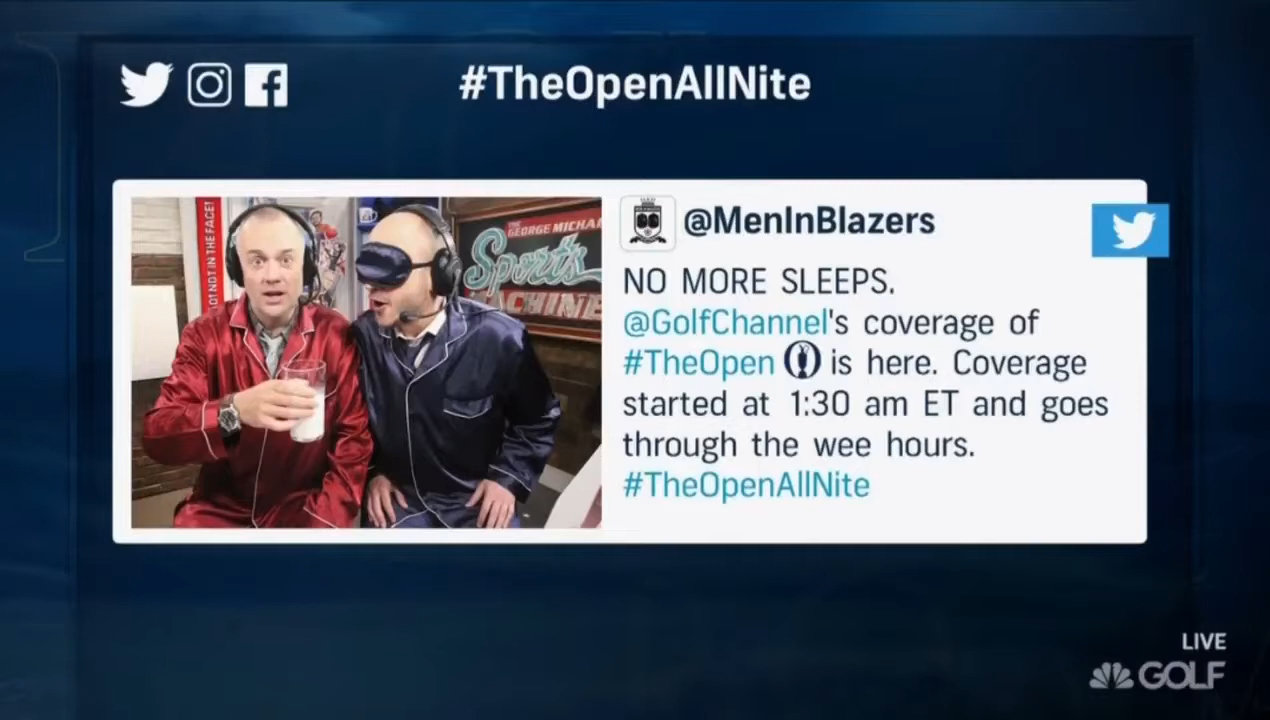 #TheOpenAllNite
@MenInBlazers
NO MORE SLEEPS.
@GolfChannel's coverage of
#TheOpen is here. Coverage
started at 1:30 am ET and goes
through the wee hours.
#TheOpenAllNite
NOT IN THE FACE!
THE
GEORGE MICHAE
Sports
MACHINE
LIVE
GOLF